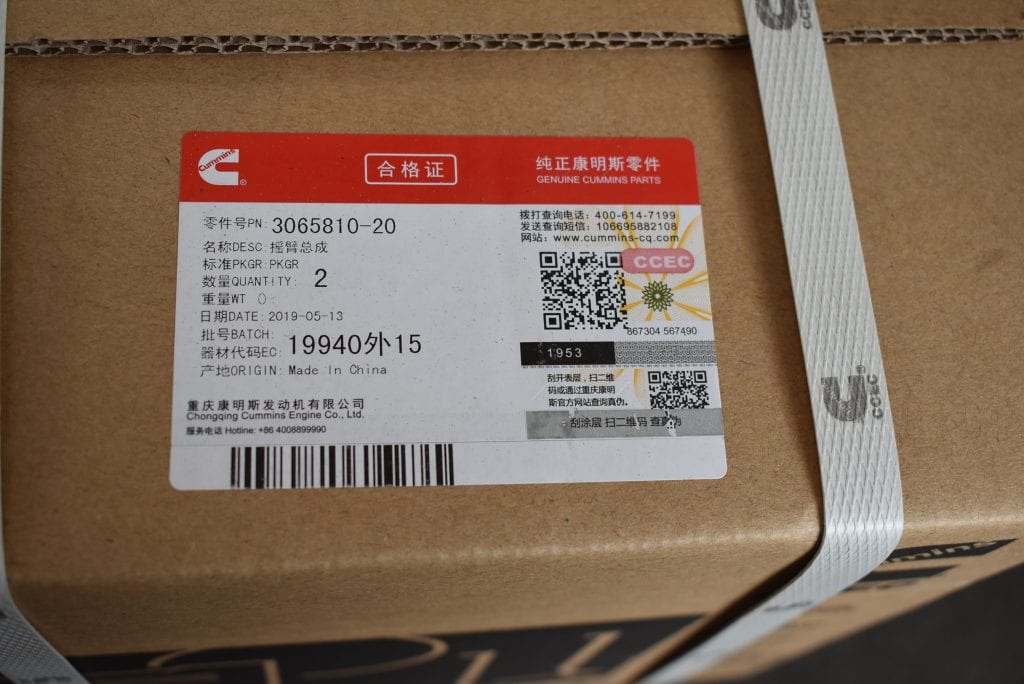 CCEC
Cummins
合格证
纯正康明斯零件
GENUINE CUMMINS PARTS
零件号PN: 3065810-20
名称DESC:摇臂总成
标准PKGR:PKGR
数量QUANTITY: 2
重量WT ():
日期DATE:2019-05-13
批号BATCH:
器材代码EC: 19940外15
产地ORIGIN: Made In China
重庆康明斯发动机有限公司
Chongqing Cummins Engine Co., Ltd.
服务电话 Hotline: +86 4008899990
拨打查询电话: 400-614-7199
发送查询短信: 106695882108
网站: www.cummins-cq.com
CCEC
867304 567490
1953
刮开表层，扫二维
码或通过重庆康明
斯官方网站查询真伪。
刮涂层 扫二维码 查真伪
CCEC